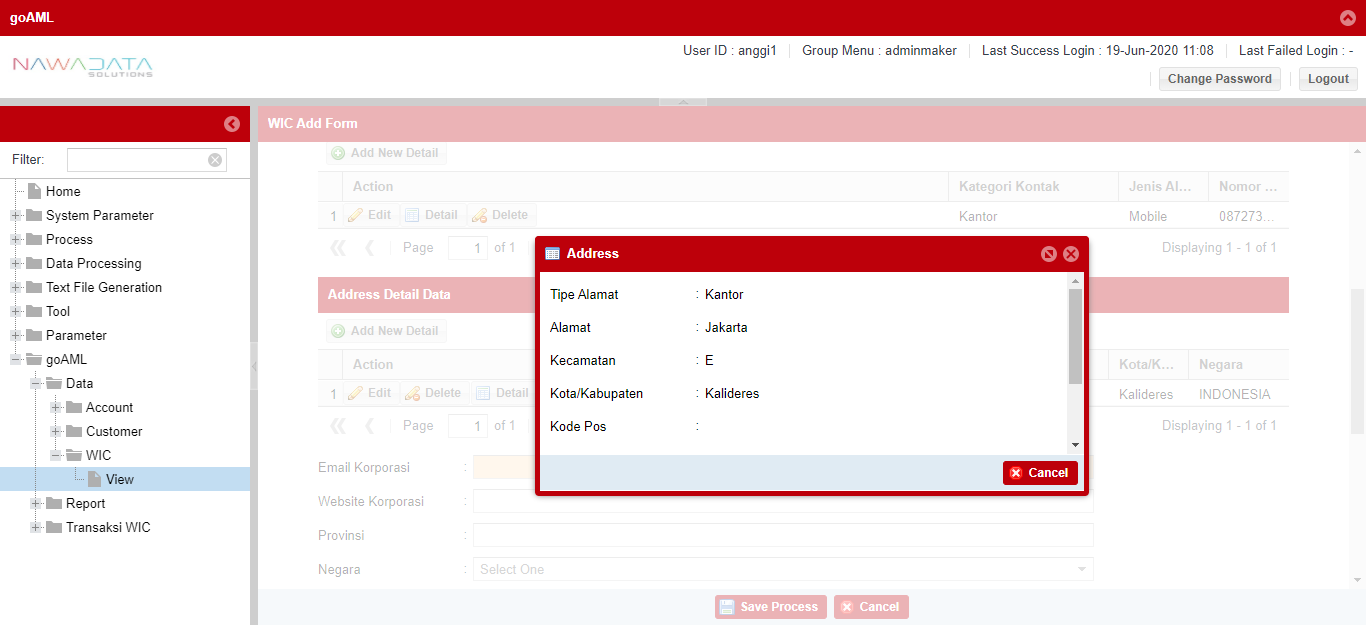 goAML
NAWADATA
SOLUTIONS
User ID : anggi1
Group Menu : adminmaker
Last Success Login : 19-Jun-2020 11:08
Last Failed Login : -
Change Password
Logout
Filter:
Home
System Parameter
Process
Data Processing
Text File Generation
Tool
Parameter
goAML
Data
Account
Customer
WIC
View
Report
Transaksi WIC
WIC Add Form
Add New Detail
Action Kategori Kontak Jenis Al... Nomor ...
1 Edit Detail Delete Kantor Mobile 087273...
Page 1 of 1 Displaying 1 - 1 of 1
Address Detail Data
Add New Detail
Action Kota/K... Negara
1 Edit Delete Detail Kalideres INDONESIA
Page 1 of 1 Displaying 1 - 1 of 1
Email Korporasi :
Website Korporasi :
Provinsi :
Negara : Select One
Save Process
Cancel
Address
Tipe Alamat : Kantor
Alamat : Jakarta
Kecamatan : E
Kota/Kabupaten : Kalideres
Kode Pos :
Cancel